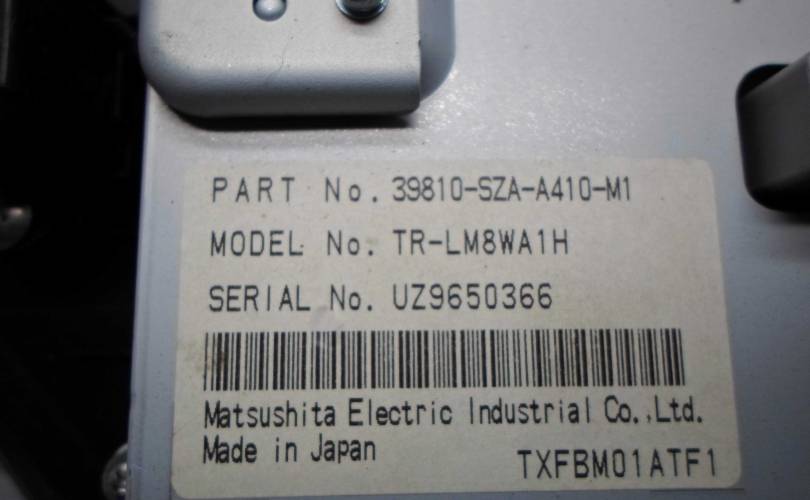 PART No. 39810-SZA-A410-M1
MODEL No. TR-LM8WA1H
SERIAL No. UZ9650366
Matsushita Electric Industrial Co.,Ltd.
Made in Japan
TXFBM01ATF1